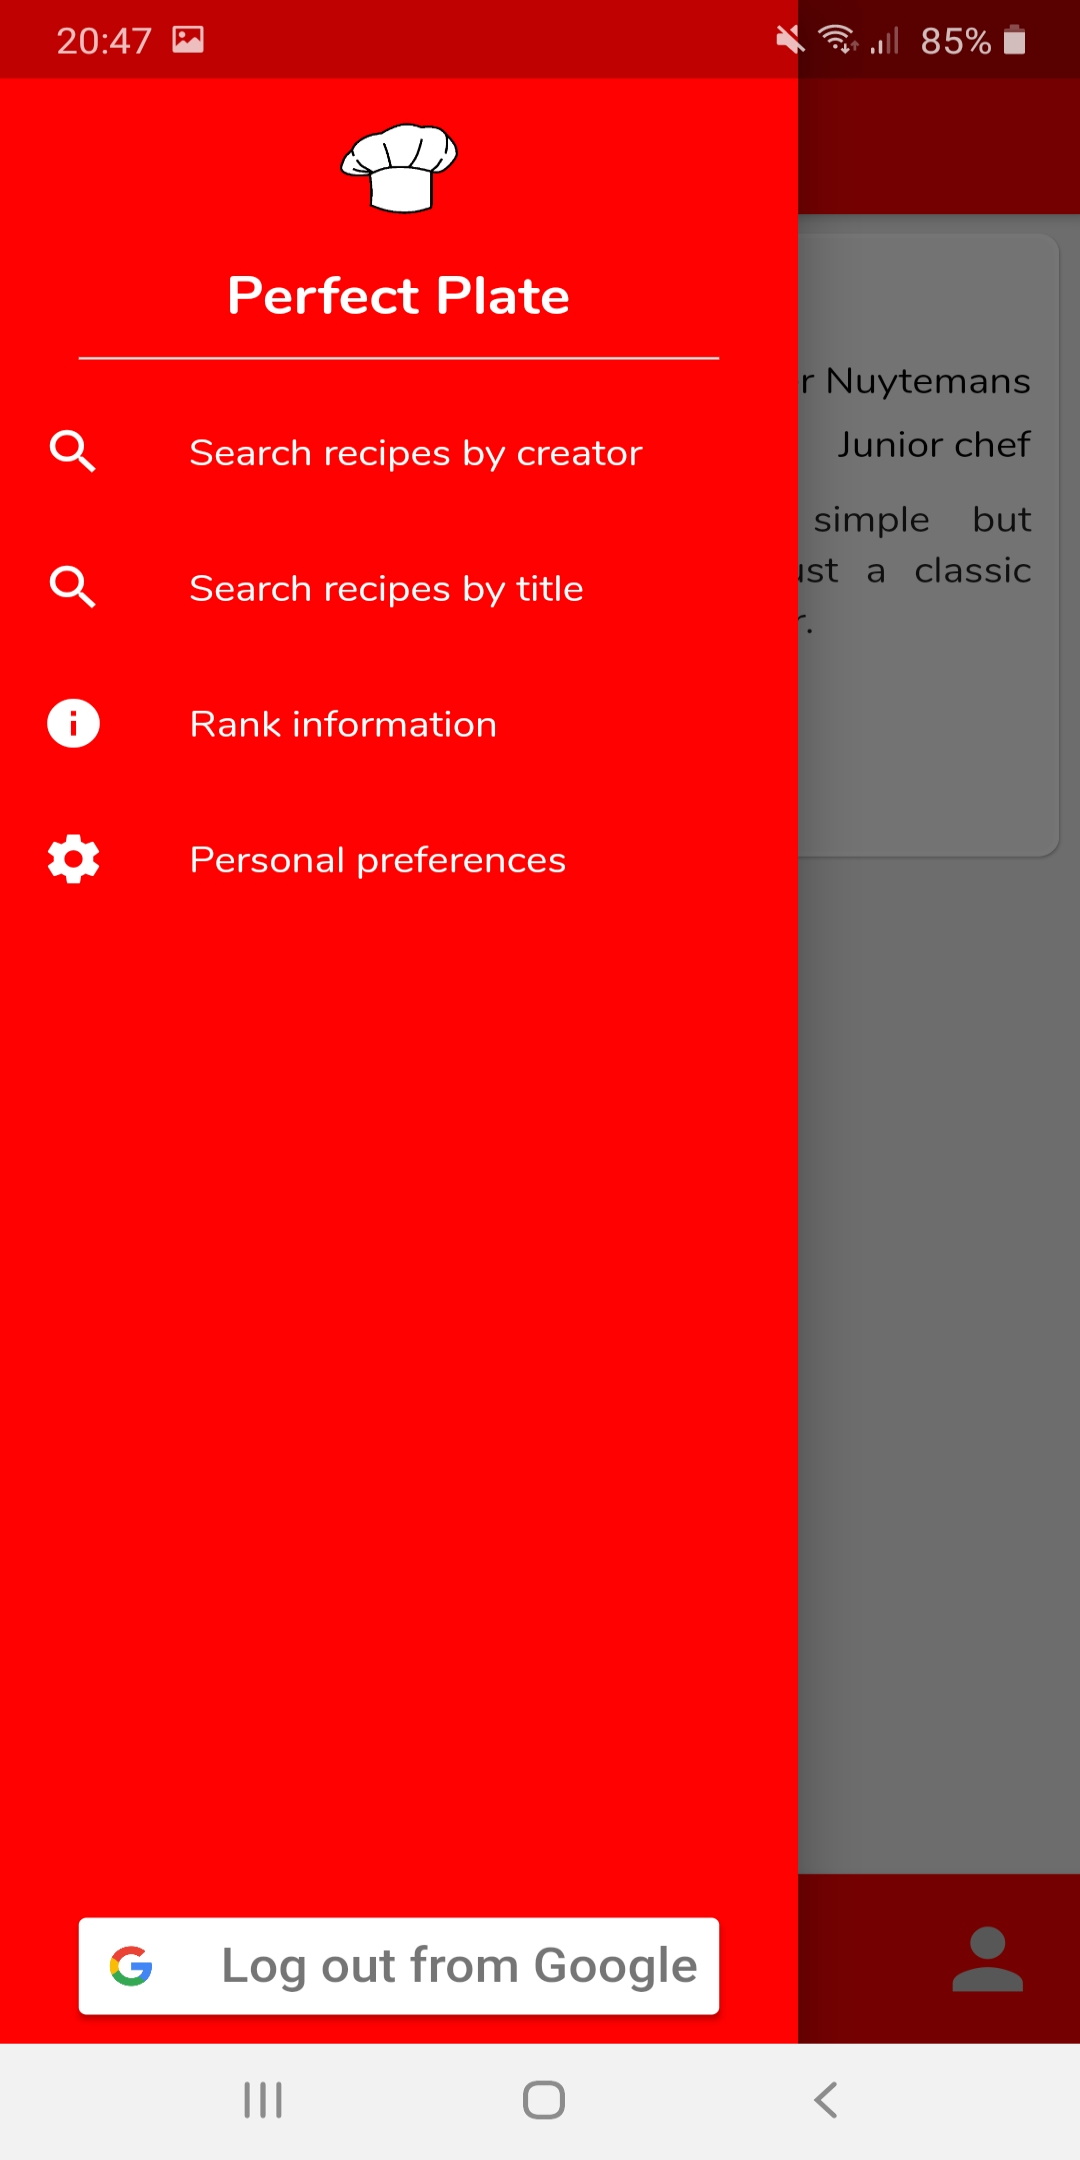 20:47
85%
Perfect Plate
Nuytemans
Search recipes by creator
Junior chef
simple but
a classic
Search recipes by title
Rank information
Personal preferences
Log out from Google